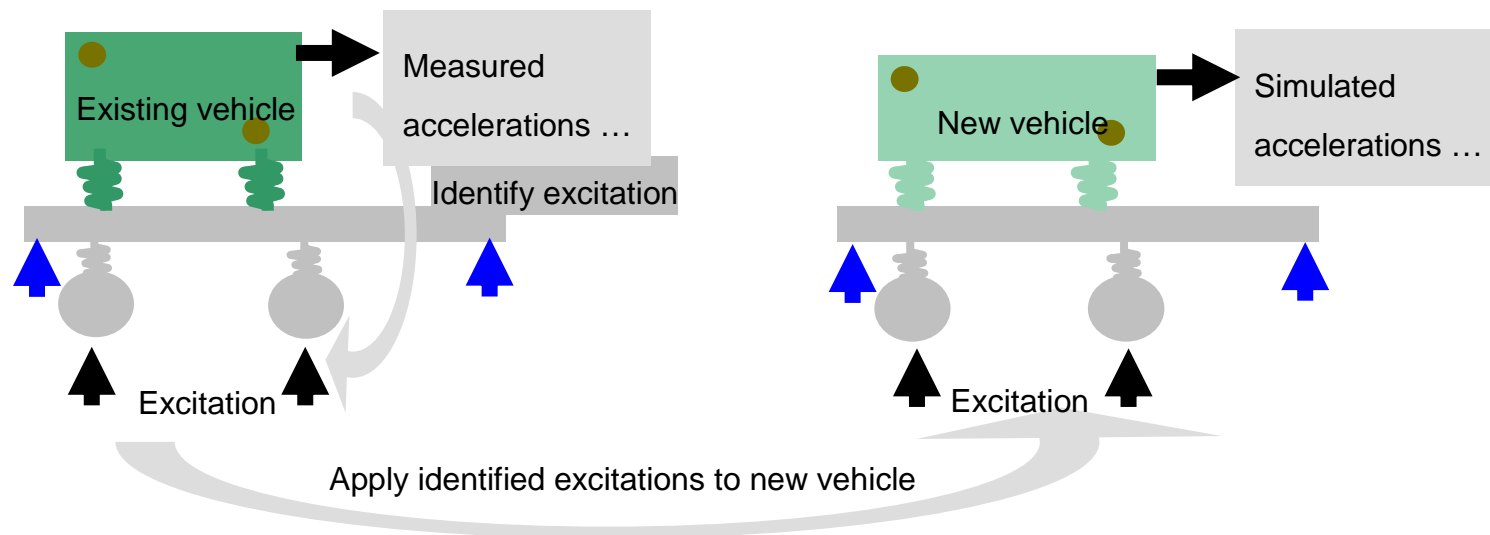 Existing vehicle
Measured
accelerations …
Identify excitation
Excitation
New vehicle
Simulated
accelerations …
Excitation
Apply identified excitations to new vehicle